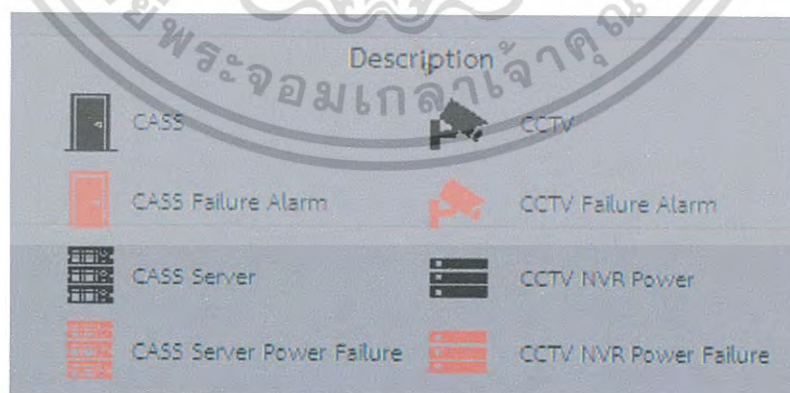 ยีพระจอมเกล้าเจ้าคุณ
Description
CASS
CCTV
CASS Failure Alarm
CCTV Failure Alarm
CASS Server
CCTV NVR Power
CASS Server Power Failure
CCTV NVR Power Failure